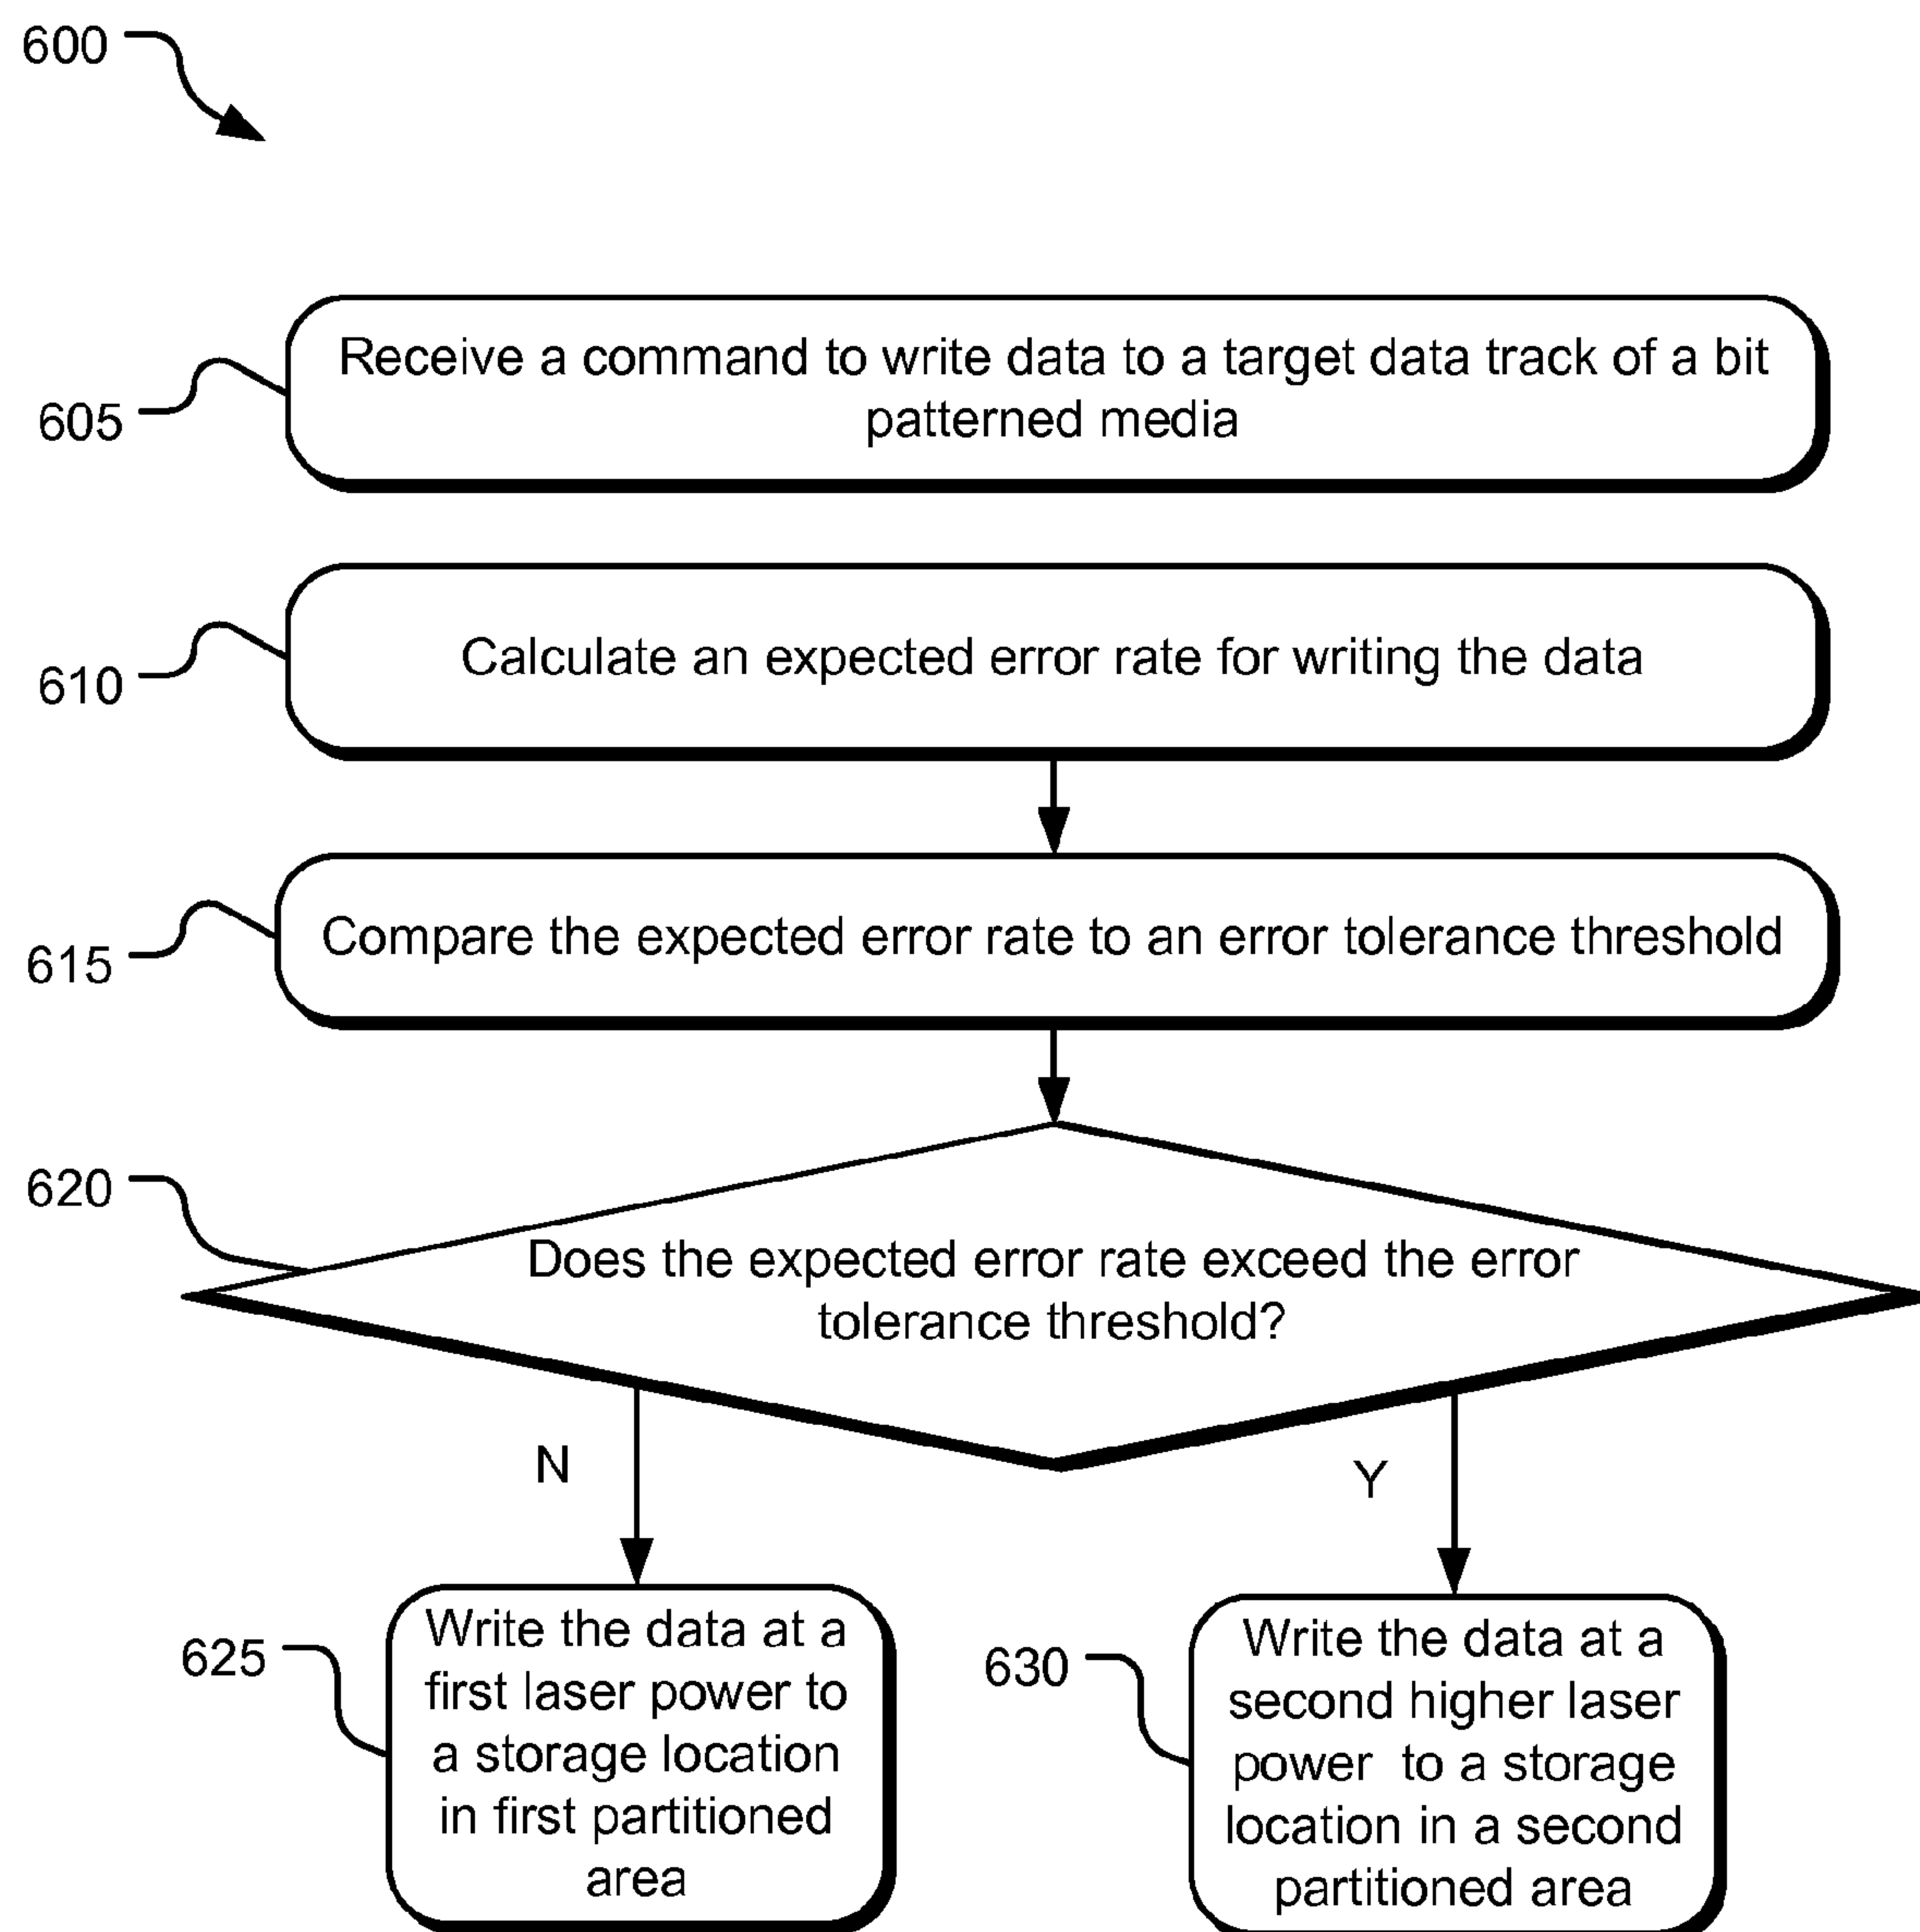 600
605
Receive a command to write data to a target data track of a bit
patterned media
610
Calculate an expected error rate for writing the data
615
Compare the expected error rate to an error tolerance threshold
620
Does the expected error rate exceed the error
tolerance threshold?
N
Y
625
Write the data at a
first laser power to
a storage location
in first partitioned
area
630
Write the data at a
second higher laser
power to a storage
location in a second
partitioned area